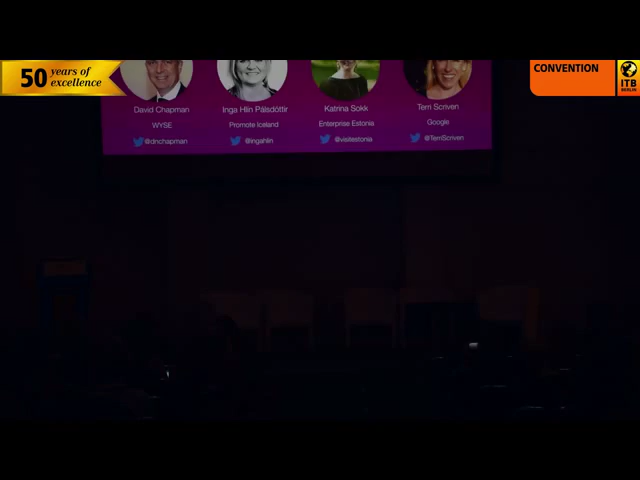 50 years of
excellence
CONVENTION
ITB
BERLIN
David Chapman
WYSE
@dnchapman
Inga Hlín Pálsdóttir
Promote Iceland
@ingahlin
Katrina Sokk
Enterprise Estonia
@visitestonia
Terri Scriven
Google
@TerriScriven